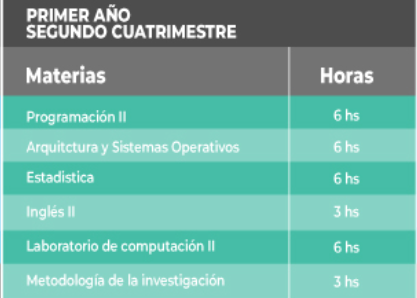 PRIMER AÑO
SEGUNDO CUATRIMESTRE
Materias Horas
Programación II 6 hs
Arquitctura y Sistemas Operativos 6 hs
Estadistica 6 hs
Inglés II 3 hs
Laboratorio de computación II 6 hs
Metodología de la investigación 3 hs